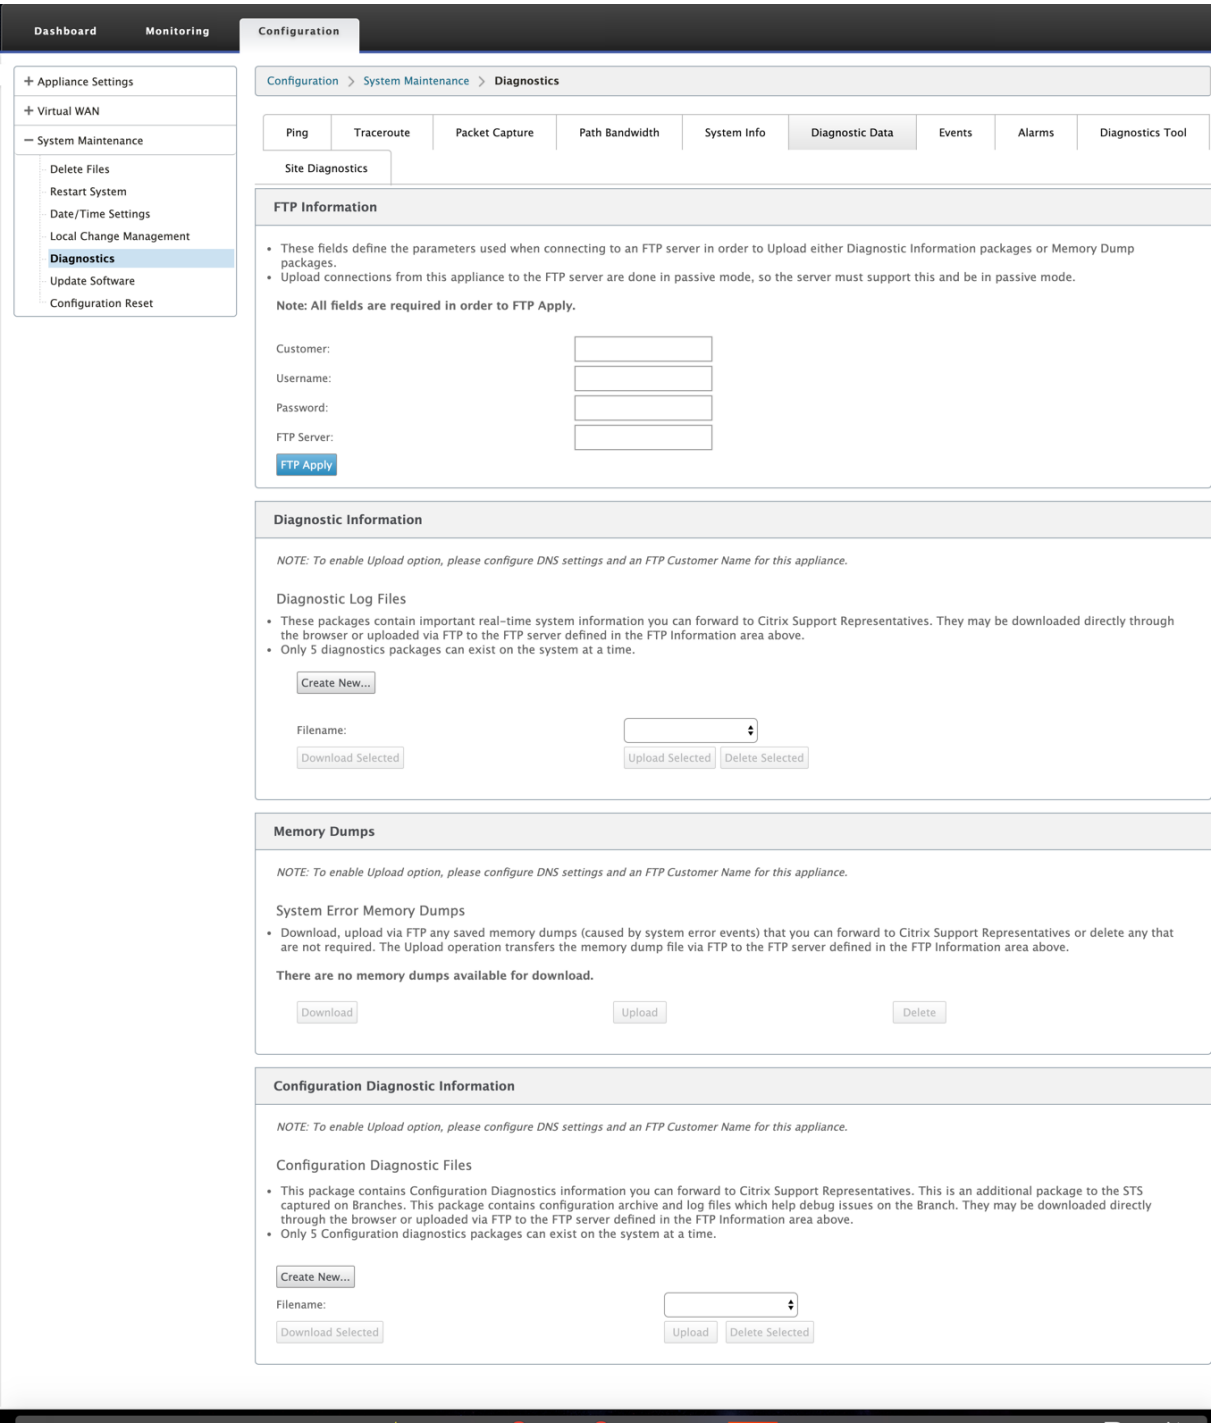 Dashboard Monitoring Configuration
+ Appliance Settings
+ Virtual WAN
− System Maintenance
Delete Files
Restart System
Date/Time Settings
Local Change Management
Diagnostics
Update Software
Configuration Reset
Configuration > System Maintenance > Diagnostics
Ping Traceroute Packet Capture Path Bandwidth System Info Diagnostic Data Events Alarms Diagnostics Tool
Site Diagnostics
FTP Information
• These fields define the parameters used when connecting to an FTP server in order to Upload either Diagnostic Information packages or Memory Dump
packages.
• Upload connections from this appliance to the FTP server are done in passive mode, so the server must support this and be in passive mode.
Note: All fields are required in order to FTP Apply.
Customer:
Username:
Password:
FTP Server:
FTP Apply
Diagnostic Information
NOTE: To enable Upload option, please configure DNS settings and an FTP Customer Name for this appliance.
Diagnostic Log Files
• These packages contain important real-time system information you can forward to Citrix Support Representatives. They may be downloaded directly through
the browser or uploaded via FTP to the FTP server defined in the FTP Information area above.
• Only 5 diagnostics packages can exist on the system at a time.
Create New...
Filename:
Download Selected Upload Selected Delete Selected
Memory Dumps
NOTE: To enable Upload option, please configure DNS settings and an FTP Customer Name for this appliance.
System Error Memory Dumps
• Download, upload via FTP any saved memory dumps (caused by system error events) that you can forward to Citrix Support Representatives or delete any that
are not required. The Upload operation transfers the memory dump file via FTP to the FTP server defined in the FTP Information area above.
There are no memory dumps available for download.
Download Upload Delete
Configuration Diagnostic Information
NOTE: To enable Upload option, please configure DNS settings and an FTP Customer Name for this appliance.
Configuration Diagnostic Files
• This package contains Configuration Diagnostics information you can forward to Citrix Support Representatives. This is an additional package to the STS
captured on Branches. This package contains configuration archive and log files which help debug issues on the Branch. They may be downloaded directly
through the browser or uploaded via FTP to the FTP server defined in the FTP Information area above.
• Only 5 Configuration diagnostics packages can exist on the system at a time.
Create New...
Filename:
Download Selected Upload Delete Selected